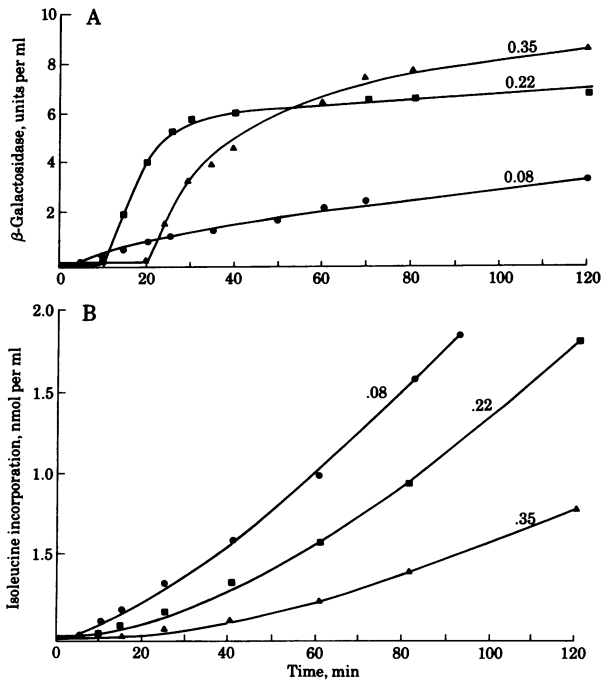 A
β-Galactosidase, units per ml
10
8
6
4
2
0.35
0.22
0.08
0 20 40 60 80 100 120
B
Isoleucine incorporation, nmol per ml
2.0
1.5
1.0
1.5
.08
.22
.35
0 20 40 60 80 100 120
Time, min